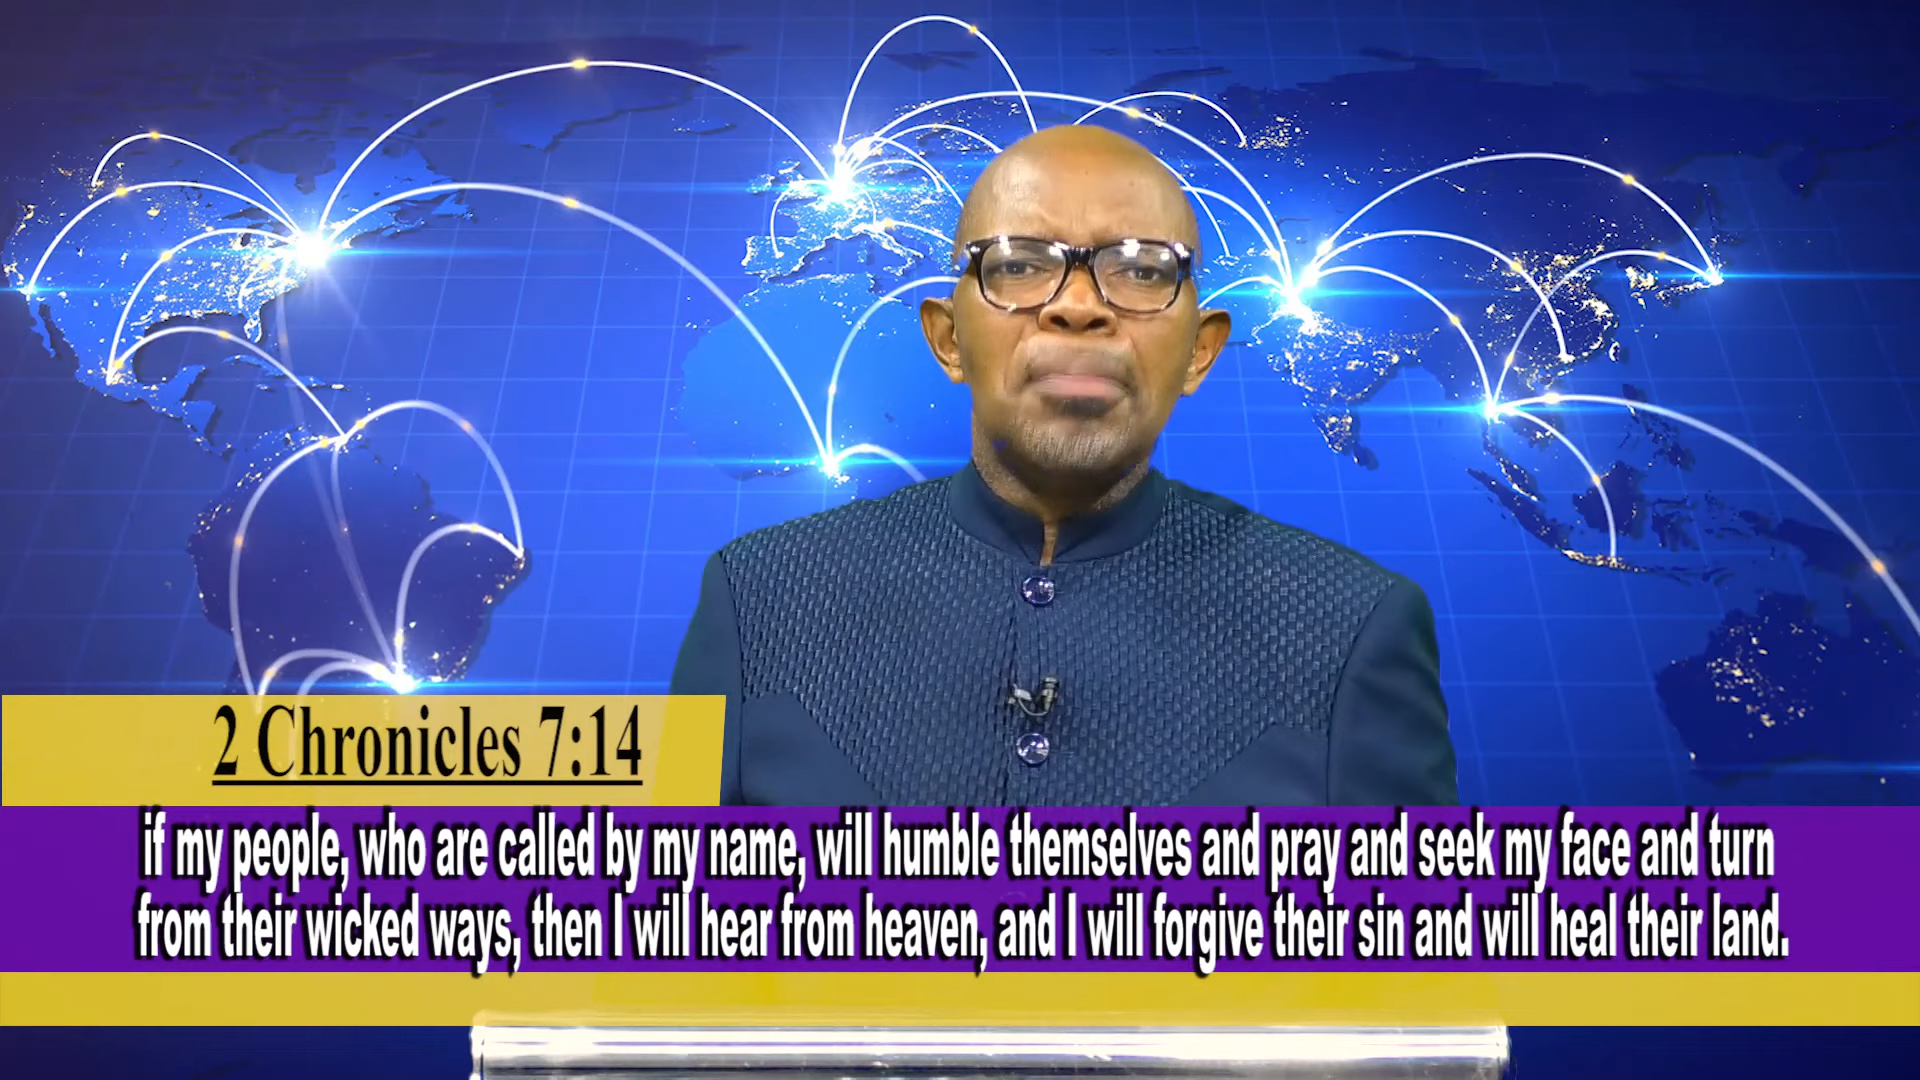 2 Chronicles 7:14
if my people, who are called by my name, will humble themselves and pray and seek my face and turn
from their wicked ways, then I will hear from heaven, and I will forgive their sin and will heal their land.